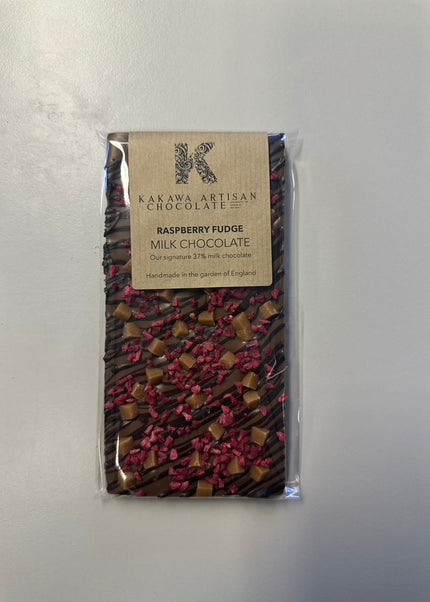 K
KAKAWA ARTISAN
CHOCOLATE
RASPBERRY FUDGE
MILK CHOCOLATE
Our signature 37% milk chocolate
Handmade in the garden of England